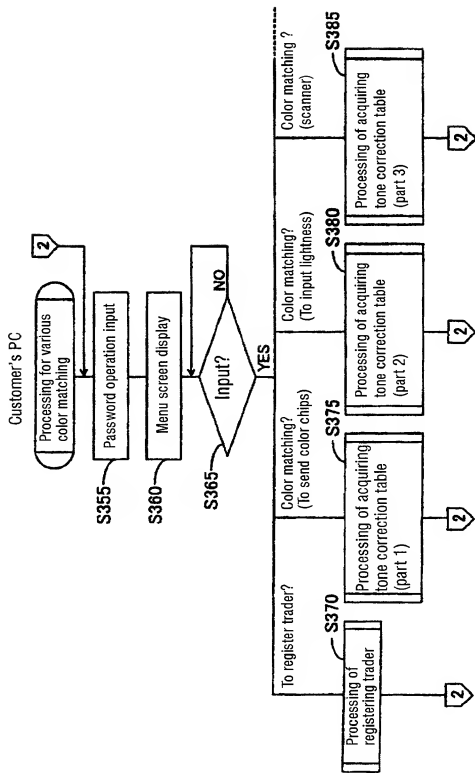 Customer's PC
Processing for various
color matching
2
S355
Password operation input
S360
Menu screen display
S365
Input?
NO
YES
To register trader?
Color matching?
(To send color chips)
Color matching?
(To input lightness)
Color matching ?
(scanner)
S370
Processing of
registering trader
S375
Processing of acquiring
tone correction table
(part 1)
S380
Processing of acquiring
tone correction table
(part 2)
S385
Processing of acquiring
tone correction table
(part 3)
2
2
2
2